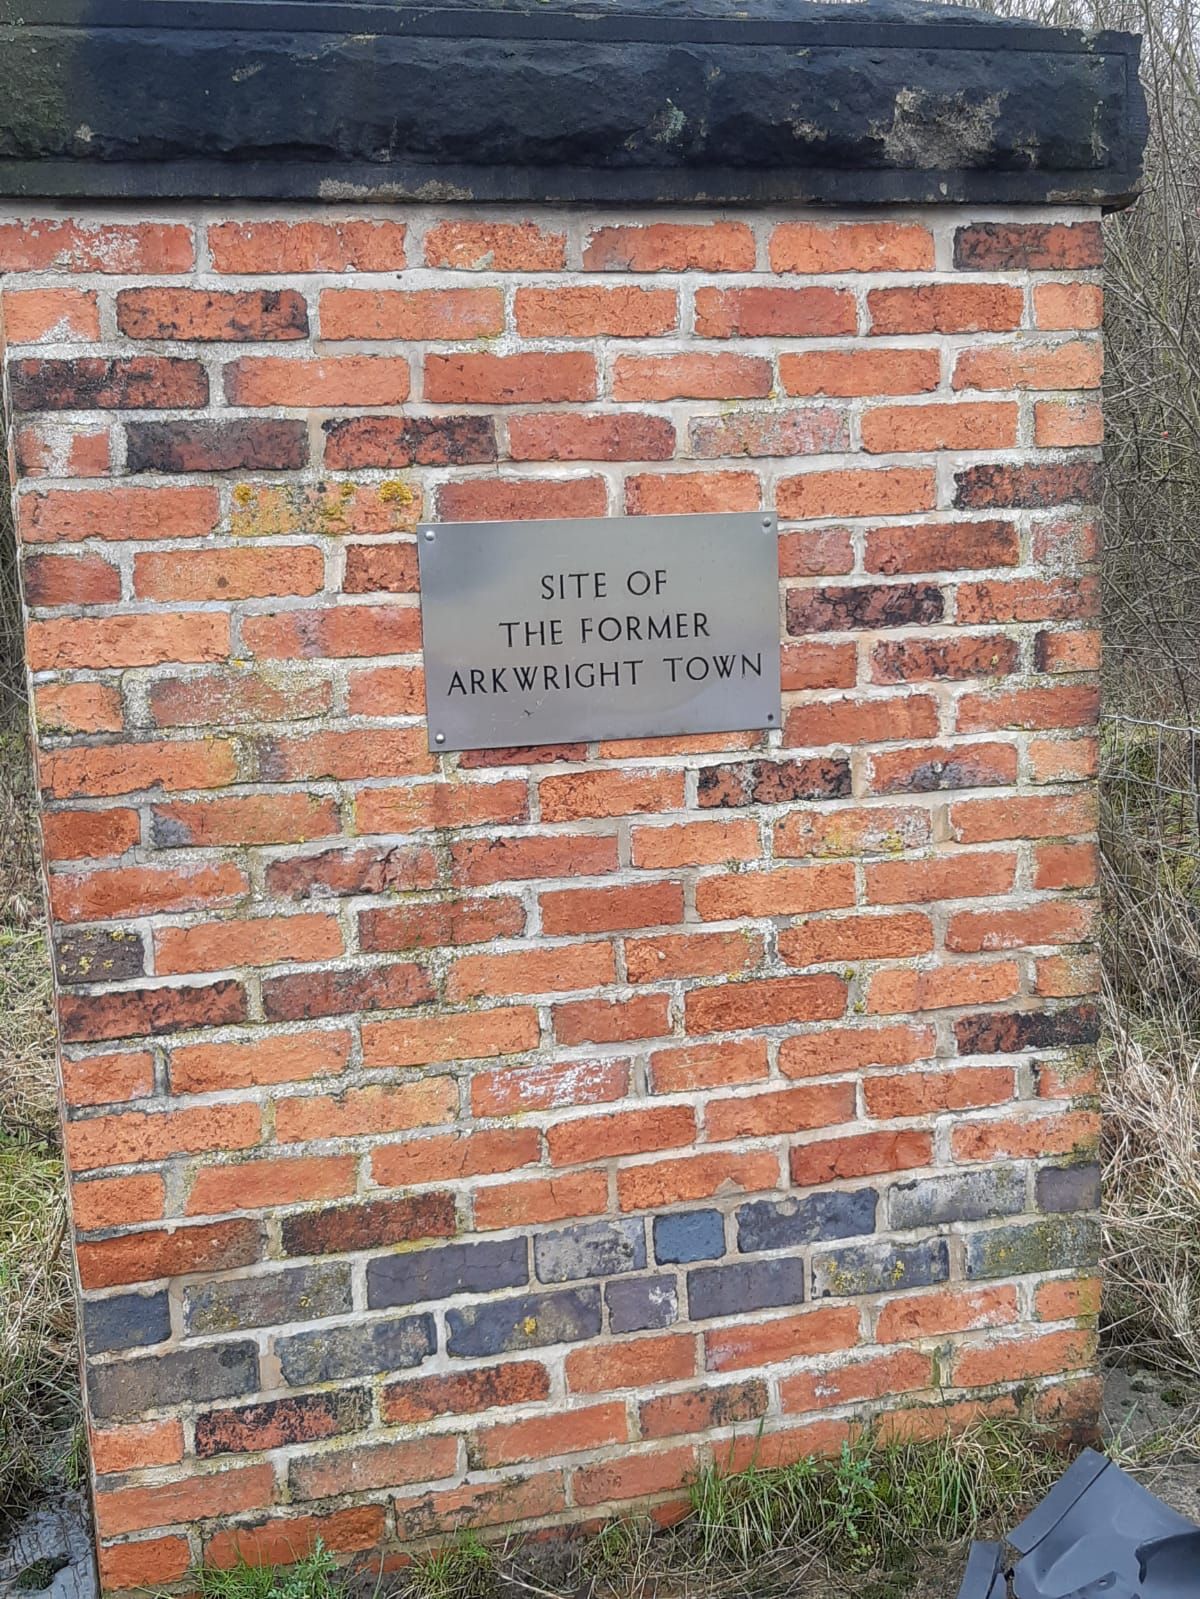 SITE OF
THE FORMER
ARKWRIGHT TOWN